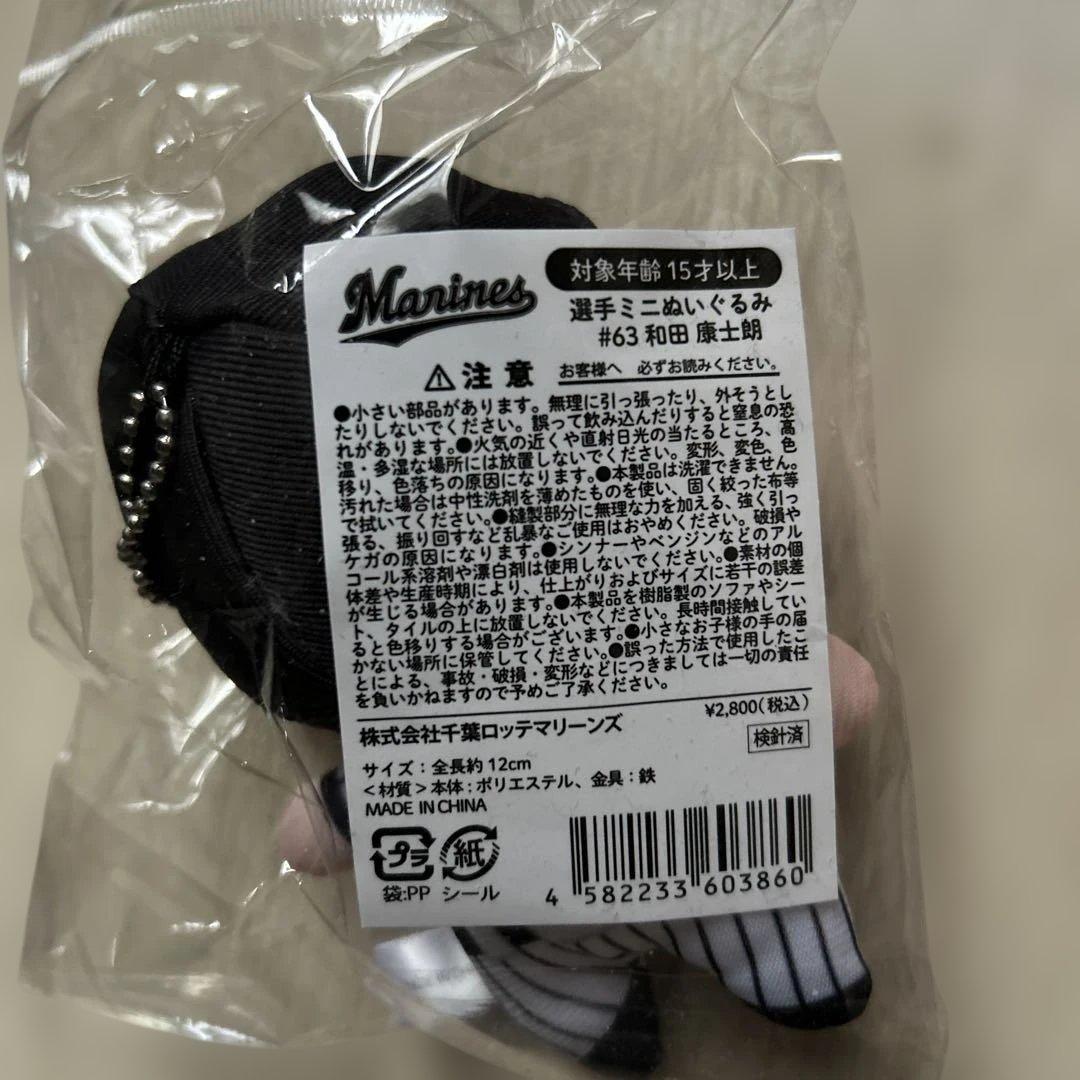 Marines
対象年齢 15才以上
選手ミニぬいぐるみ
#63 和田 康士朗
⚠注意 お客様へ 必ずお読みください。
●小さい部品があります。無理に引っ張ったり、外そうとし
たりしないでください。誤って飲み込んだりすると窒息の恐
れがあります。●火気の近くや直射日光の当たるところ、高
温・多湿な場所には放置しないでください。変形、変色、色
移り、色落ちの原因になります。●本製品は洗濯できません。
汚れた場合は中性洗剤を薄めたものを使い、固く絞った布等
で拭いてください。●縫製部分に無理な力を加える、強く引っ
張る、振り回すなど乱暴なご使用はおやめください。破損や
ケガの原因になります。●シンナーやベンジンなどのアル
コール系溶剤や漂白剤は使用しないでください。●素材の個
体差や生産時期により、仕上がりおよびサイズに若干の誤差
が生じる場合があります。●本製品を樹脂製のソファやシー
ト、タイルの上に放置しないでください。長時間接触してい
ると色移りする場合がございます。●小さなお子様の手の届
かない場所に保管してください。●誤った方法で使用したこ
とによる、事故・破損・変形などにつきましては一切の責任
を負いかねますので予めご了承ください。
¥2,800(税込)
株式会社千葉ロッテマリーンズ
検針済
サイズ：全長約12cm
<材質>本体：ポリエステル、金具：鉄
MADE IN CHINA
プラ 紙
袋:PP シール
4 582233 603860